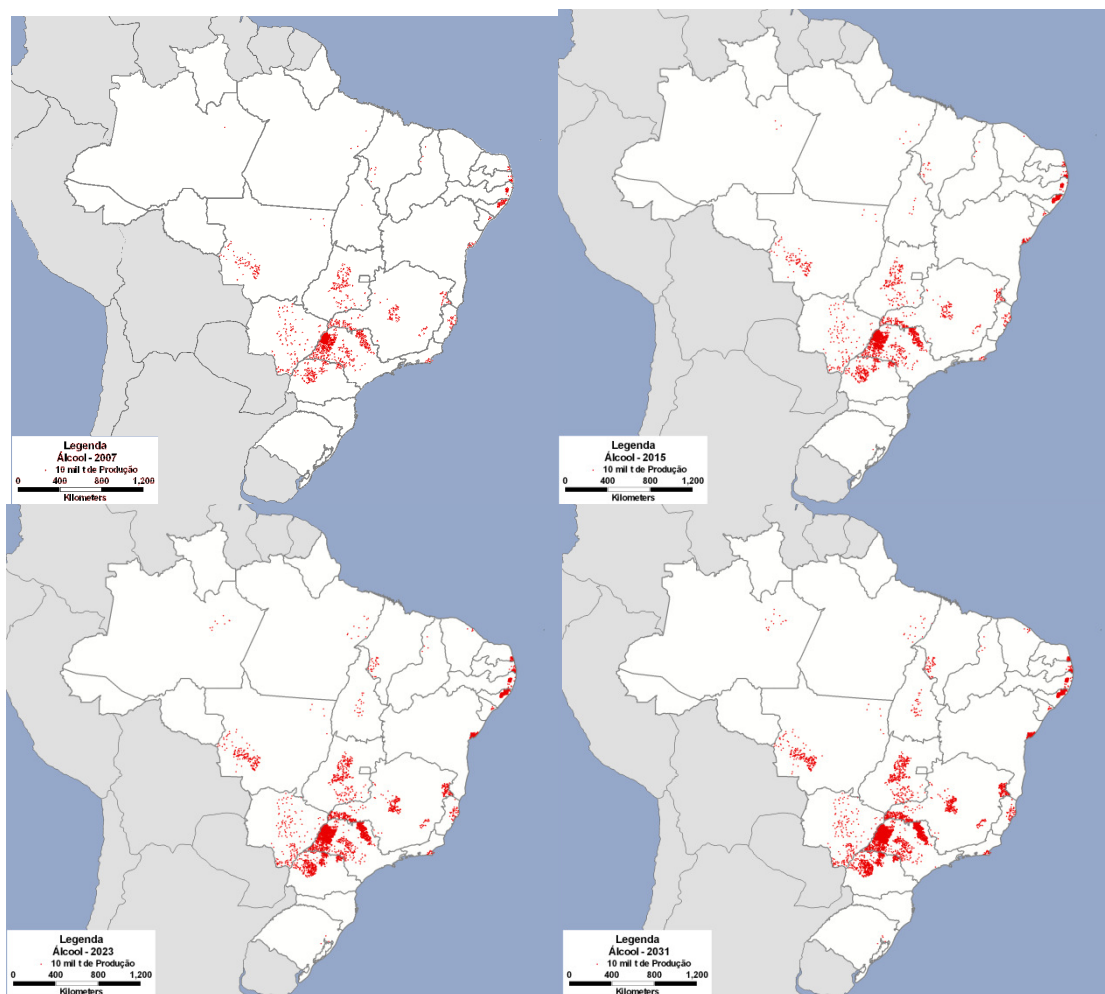 Legenda
Álcool - 2007
10 mil t de Produção
0 400 800 1,200
Kilometers
Legenda
Álcool - 2015
10 mil t de Produção
0 400 800 1,200
Kilometers
Legenda
Álcool - 2023
10 mil t de Produção
0 400 800 1,200
Kilometers
Legenda
Álcool - 2031
10 mil t de Produção
0 400 800 1,200
Kilometers